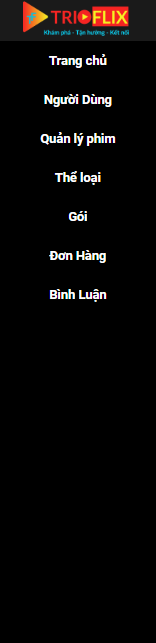 TRIOFLIX
Khám phá - Tận hưởng - Kết nối
Trang chủ
Người Dùng
Quản lý phim
Thể loại
Gói
Đơn Hàng
Bình Luận